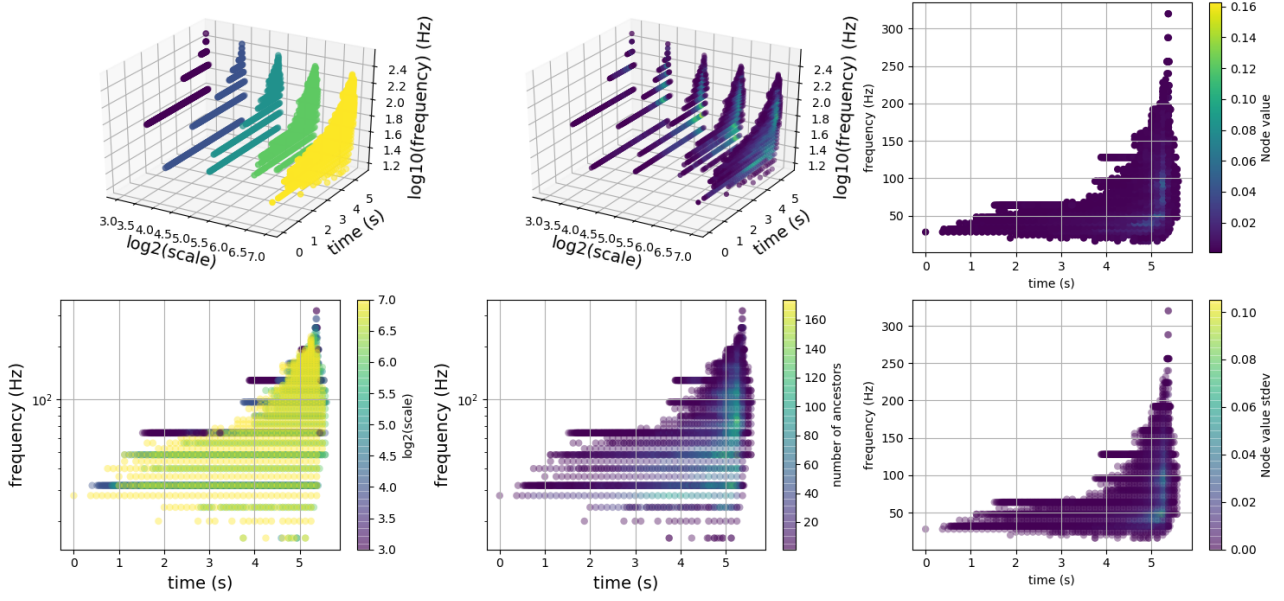 2.4
2.2
2.0
1.8
1.6
1.4
1.2
log10(frequency) (Hz)
3.0 3.5 4.0 4.5 5.0 5.5 6.0 6.5 7.0
log2(scale)
0 1 2 3 4 5
time (s)
2.4
2.2
2.0
1.8
1.6
1.4
1.2
log10(frequency) (Hz)
3.0 3.5 4.0 4.5 5.0 5.5 6.0 6.5 7.0
log2(scale)
0 1 2 3 4 5
time (s)
frequency (Hz)
300
250
200
150
100
50
0 1 2 3 4 5
time (s)
0.16
0.14
0.12
0.10
0.08
0.06
0.04
0.02
Node value
frequency (Hz)
10²
0 1 2 3 4 5
time (s)
7.0
6.5
6.0
5.5
5.0
4.5
4.0
3.5
3.0
log2(scale)
frequency (Hz)
10²
0 1 2 3 4 5
time (s)
160
140
120
100
80
60
40
20
number of ancestors
frequency (Hz)
300
250
200
150
100
50
0
0 1 2 3 4 5
time (s)
0.10
0.08
0.06
0.04
0.02
0.00
Node value stdev